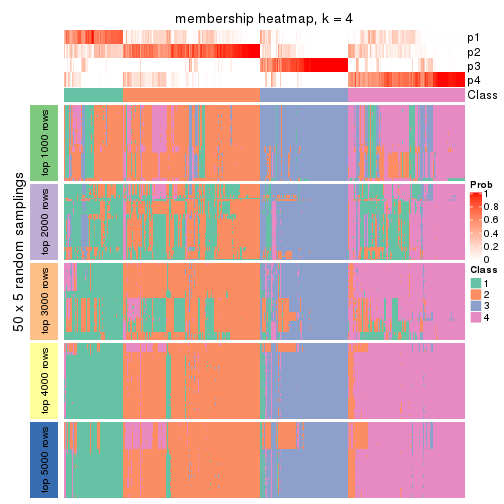 membership heatmap, k = 4
p1
p2
p3
p4
Class
50 x 5 random samplings
top 1000 rows
top 2000 rows
top 3000 rows
top 4000 rows
top 5000 rows
Prob
1
0.8
0.6
0.4
0.2
0
Class
1
2
3
4